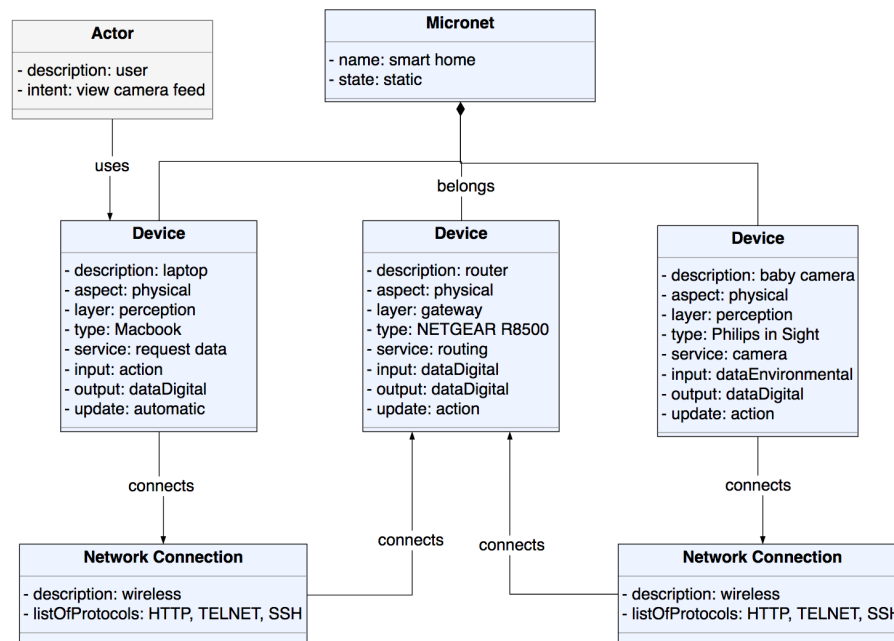 Actor
- description: user
- intent: view camera feed
Micronet
- name: smart home
- state: static
uses
belongs
Device
- description: laptop
- aspect: physical
- layer: perception
- type: Macbook
- service: request data
- input: action
- output: dataDigital
- update: automatic
Device
- description: router
- aspect: physical
- layer: gateway
- type: NETGEAR R8500
- service: routing
- input: dataDigital
- output: dataDigital
- update: action
Device
- description: baby camera
- aspect: physical
- layer: perception
- type: Philips in Sight
- service: camera
- input: dataEnvironmental
- output: dataDigital
- update: action
connects
connects
connects
connects
Network Connection
- description: wireless
- listOfProtocols: HTTP, TELNET, SSH
Network Connection
- description: wireless
- listOfProtocols: HTTP, TELNET, SSH